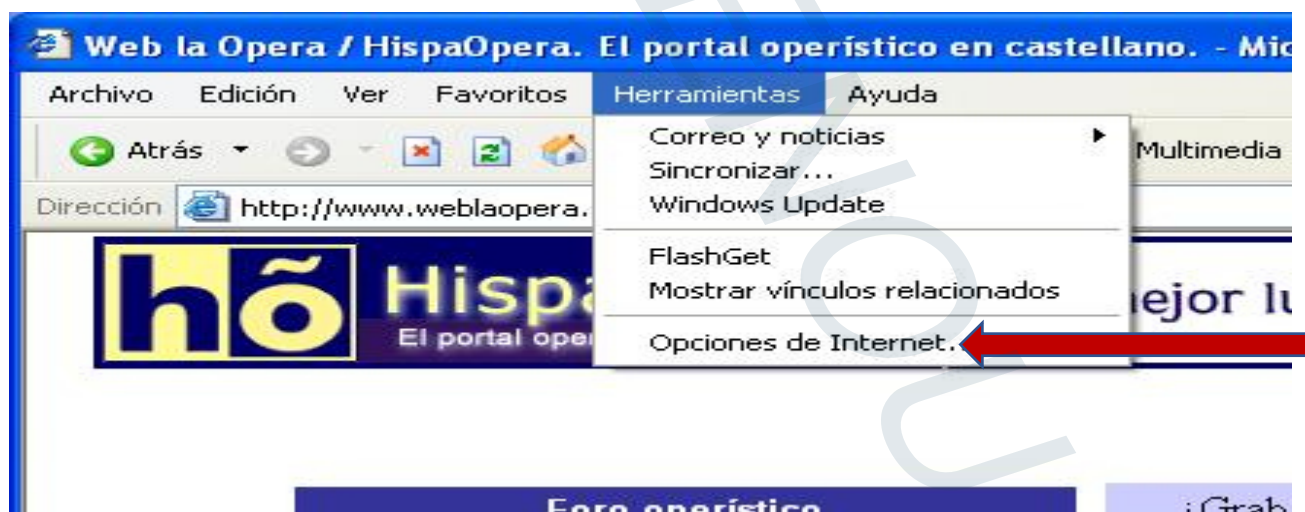 Web la Opera / HispaOpera. El portal operístico en castellano. - Mic
Archivo Edición Ver Favoritos Herramientas Ayuda
Atrás
Multimedia
Correo y noticias
Sincronizar...
Windows Update
FlashGet
Mostrar vínculos relacionados
Opciones de Internet.
Dirección http://www.weblaopera.
hõ
Hispa
El portal oper
ejor lu
Foro operístico
¡Grab